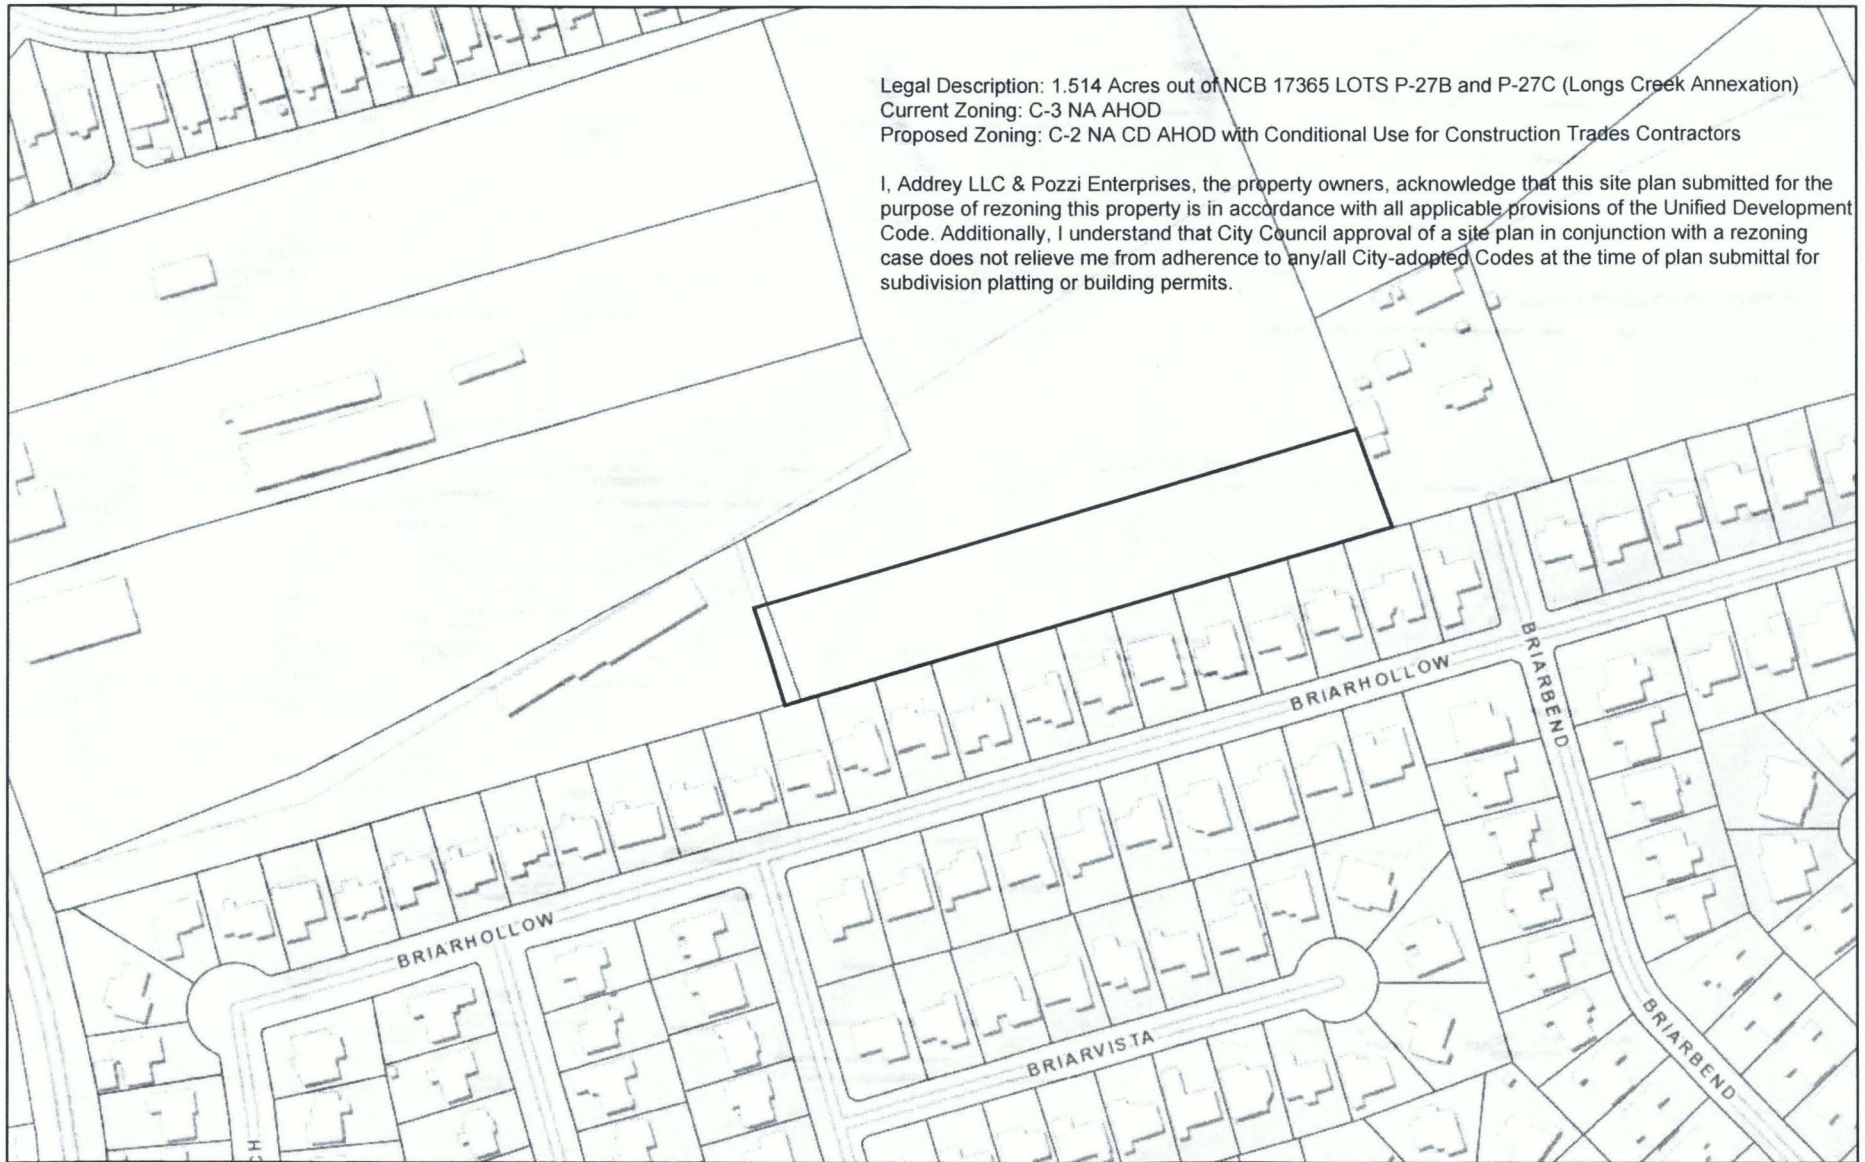 Legal Description: 1.514 Acres out of NCB 17365 LOTS P-27B and P-27C (Longs Creek Annexation)
Current Zoning: C-3 NA AHOD
Proposed Zoning: C-2 NA CD AHOD with Conditional Use for Construction Trades Contractors
I, Addrey LLC & Pozzi Enterprises, the property owners, acknowledge that this site plan submitted for the
purpose of rezoning this property is in accordance with all applicable provisions of the Unified Development
Code. Additionally, I understand that City Council approval of a site plan in conjunction with a rezoning
case does not relieve me from adherence to any/all City-adopted Codes at the time of plan submittal for
subdivision platting or building permits.
BRIARHOLLOW
BRIARBEND
BRIARHOLLOW
BRIARVISTA
BRIARBEND